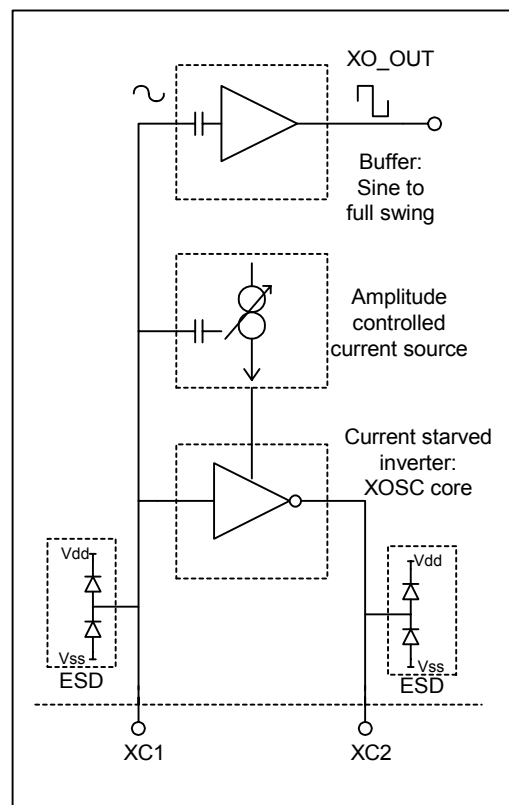 XO_OUT
Buffer:
Sine to
full swing
Amplitude
controlled
current source
Current starved
inverter:
XOSC core
Vdd
Vss
ESD
Vdd
Vss
ESD
XC1
XC2